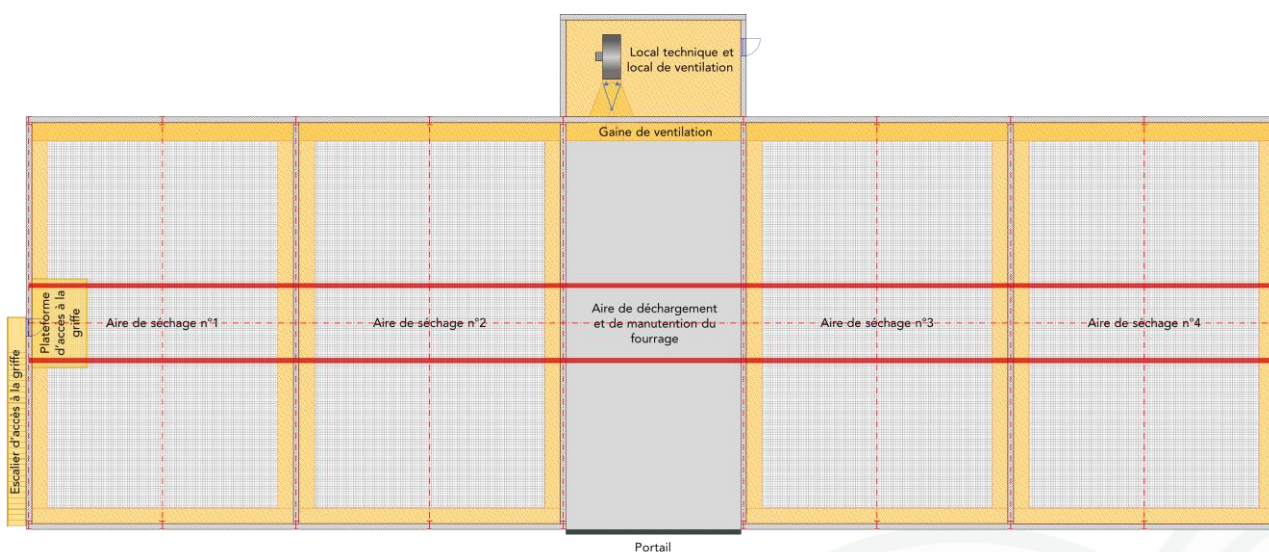 Local technique et
local de ventilation
Gaine de ventilation
Plateforme
d'accès à la
griffe
Aire de séchage n°1
Aire de séchage n°2
Aire de déchargement
et de manutention du
fourrage
Aire de séchage n°3
Aire de séchage n°4
Escalier d'accès à la griffe
Portail